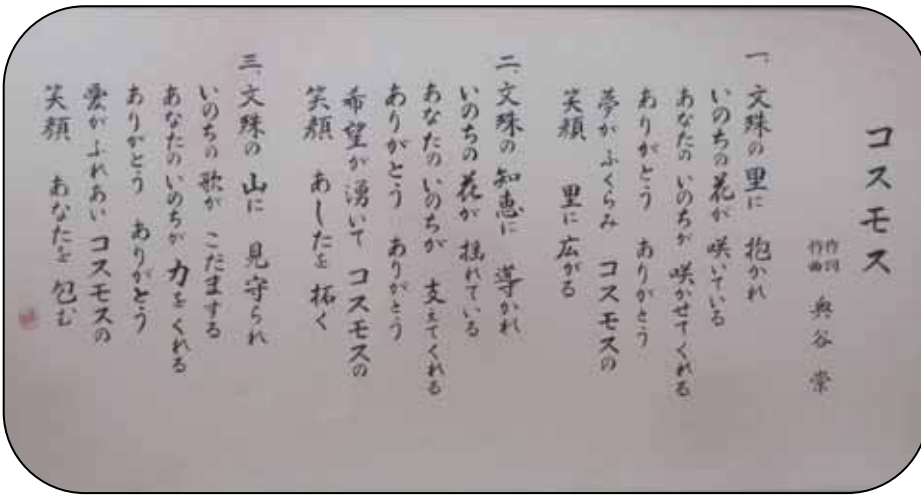 コスモス
作詞
作曲 奥谷 崇
一、文殊の里に 抱かれ
いのちの花が 咲いている
あなたの いのちが 咲かせてくれる
ありがとう ありがとう
夢が ふくらみ コスモスの
笑顔 里に広がる
二、文殊の 知恵に 導かれ
いのちの 花が 揺れている
あなたの いのちが 支えてくれる
ありがとう ありがとう
希望が 湧いて コスモスの
笑顔 あしたを 拓く
三、文殊の 山に 見守られ
いのちの 歌が こだまする
あなたの いのちが 力を くれる
ありがとう ありがとう
愛が ふれあい コスモスの
笑顔 あなたを 包む